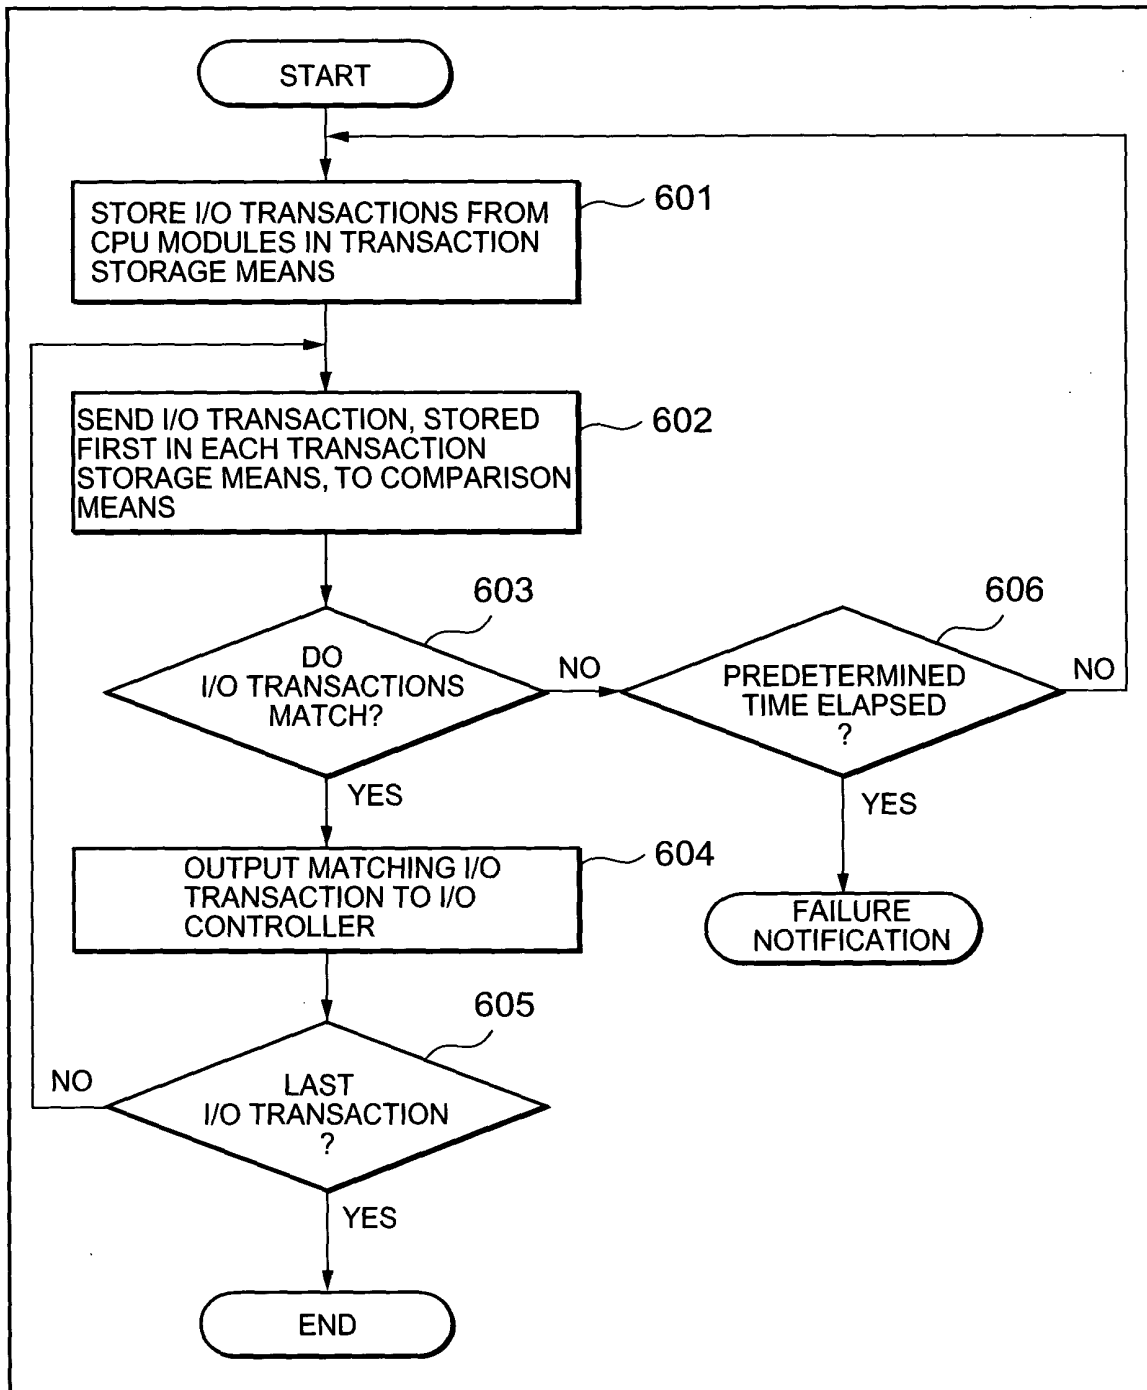 START
STORE I/O TRANSACTIONS FROM
CPU MODULES IN TRANSACTION
STORAGE MEANS
601
SEND I/O TRANSACTION, STORED
FIRST IN EACH TRANSACTION
STORAGE MEANS, TO COMPARISON
MEANS
602
603
DO
I/O TRANSACTIONS
MATCH?
NO
606
PREDETERMINED
TIME ELAPSED
?
NO
YES
YES
OUTPUT MATCHING I/O
TRANSACTION TO I/O
CONTROLLER
604
FAILURE
NOTIFICATION
605
NO
LAST
I/O TRANSACTION
?
YES
END